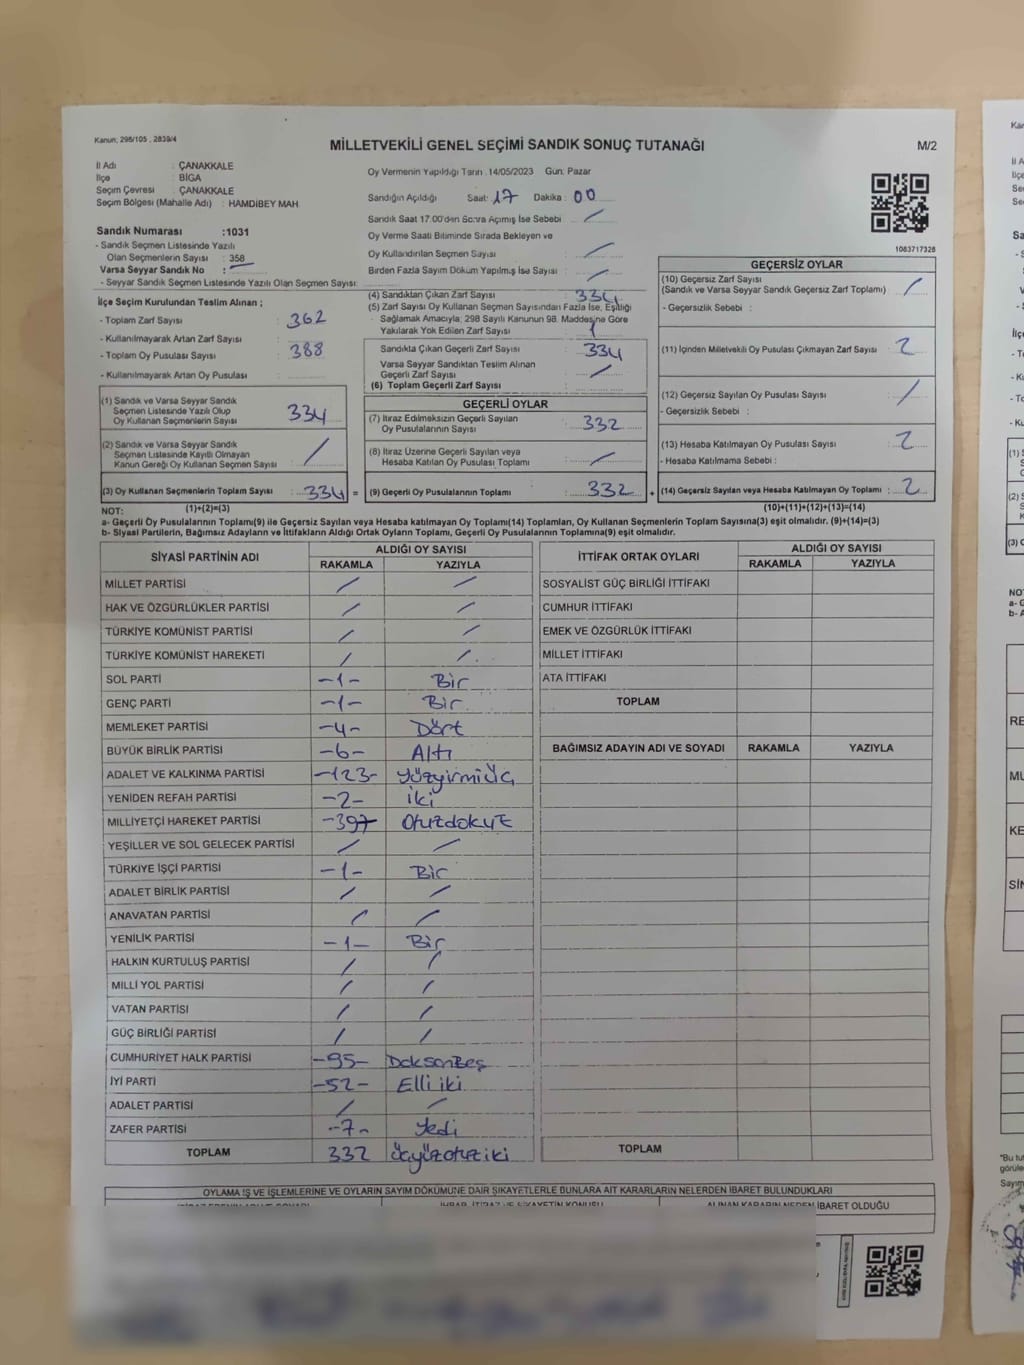 Kanun: 298/105 , 2839/4
MİLLETVEKİLİ GENEL SEÇİMİ SANDIK SONUÇ TUTANAĞI
M/2
İl Adı : ÇANAKKALE
İlçe : BİGA
Seçim Çevresi : ÇANAKKALE
Seçim Bölgesi (Mahalle Adı) : HAMDİBEY MAH
Sandık Numarası :1031
- Sandık Seçmen Listesinde Yazılı
Olan Seçmenlerin Sayısı : 358
Varsa Seyyar Sandık No :
- Seyyar Sandık Seçmen Listesinde Yazılı Olan Seçmen Sayısı:
İlçe Seçim Kurulundan Teslim Alınan ;
- Toplam Zarf Sayısı : 362
- Kullanılmayarak Artan Zarf Sayısı :
- Toplam Oy Pusulası Sayısı : 388
- Kullanılmayarak Artan Oy Pusulası :
(1) Sandık ve Varsa Seyyar Sandık
Seçmen Listesinde Yazılı Olup
Oy Kullanan Seçmenlerin Sayısı : 334
(2) Sandık ve Varsa Seyyar Sandık
Seçmen Listesinde Kayıtlı Olmayan
Kanun Gereği Oy Kullanan Seçmen Sayısı : /
(3) Oy Kullanan Seçmenlerin Toplam Sayısı : 334 =
Oy Vermenin Yapıldığı Tarih :14/05/2023 Gün: Pazar
Sandığın Açıldığı Saat: 17 Dakika : 00
Sandık Saat 17.00'den Sonra Açılmış İse Sebebi /
Oy Verme Saati Bitiminde Sırada Bekleyen ve
Oy Kullandırılan Seçmen Sayısı : /
Birden Fazla Sayım Döküm Yapılmış İse Sayısı : /
(4) Sandıktan Çıkan Zarf Sayısı : 334
(5) Zarf Sayısı Oy Kullanan Seçmen Sayısından Fazla İse, Eşitliği
Sağlamak Amacıyla; 298 Sayılı Kanunun 98. Maddesine Göre
Yakılarak Yok Edilen Zarf Sayısı :
Sandıkta Çıkan Geçerli Zarf Sayısı : 334
Varsa Seyyar Sandıktan Teslim Alınan
Geçerli Zarf Sayısı : /
(6) Toplam Geçerli Zarf Sayısı :
GEÇERLİ OYLAR
(7) İtiraz Edilmeksizin Geçerli Sayılan
Oy Pusulalarının Sayısı : 332
(8) İtiraz Üzerine Geçerli Sayılan veya
Hesaba Katılan Oy Pusulası Toplamı : /
(9) Geçerli Oy Pusulalarının Toplamı : 332 +
1083717328
GEÇERSİZ OYLAR
(10) Geçersiz Zarf Sayısı :
(Sandık ve Varsa Seyyar Sandık Geçersiz Zarf Toplamı) /
- Geçersizlik Sebebi :
(11) İçinden Milletvekili Oy Pusulası Çıkmayan Zarf Sayısı : 2
(12) Geçersiz Sayılan Oy Pusulası Sayısı : /
- Geçersizlik Sebebi :
(13) Hesaba Katılmayan Oy Pusulası Sayısı : 2
- Hesaba Katılmama Sebebi :
(14) Geçersiz Sayılan veya Hesaba Katılmayan Oy Toplamı : 2
NOT: (1)+(2)=(3) (10)+(11)+(12)+(13)=(14)
a- Geçerli Oy Pusulalarının Toplamı(9) ile Geçersiz Sayılan veya Hesaba katılmayan Oy Toplamı(14) Toplamları, Oy Kullanan Seçmenlerin Toplam Sayısına(3) eşit olmalıdır. (9)+(14)=(3)
b- Siyasi Partilerin, Bağımsız Adayların ve İttifakların Aldığı Ortak Oyların Toplamı, Geçerli Oy Pusulalarının Toplamına(9) eşit olmalıdır.
SİYASİ PARTİNİN ADI ALDIĞI OY SAYISI
RAKAMLA YAZIYLA
MİLLET PARTİSİ / /
HAK VE ÖZGÜRLÜKLER PARTİSİ / /
TÜRKİYE KOMÜNİST PARTİSİ / /
TÜRKİYE KOMÜNİST HAREKETİ / /
SOL PARTİ -1- Bir
GENÇ PARTİ -1- Bir
MEMLEKET PARTİSİ -4- Dört
BÜYÜK BİRLİK PARTİSİ -6- Altı
ADALET VE KALKINMA PARTİSİ -123- Yüzyirmiüç
YENİDEN REFAH PARTİSİ -2- iki
MİLLİYETÇİ HAREKET PARTİSİ -39- Otuzdokuz
YEŞİLLER VE SOL GELECEK PARTİSİ / /
TÜRKİYE İŞÇİ PARTİSİ -1- Bir
ADALET BİRLİK PARTİSİ / /
ANAVATAN PARTİSİ / /
YENİLİK PARTİSİ -1- Bir
HALKIN KURTULUŞ PARTİSİ / /
MİLLİ YOL PARTİSİ / /
VATAN PARTİSİ / /
GÜÇ BİRLİĞİ PARTİSİ / /
CUMHURİYET HALK PARTİSİ -95- DoksanBeş
İYİ PARTİ -52- Elli iki
ADALET PARTİSİ / /
ZAFER PARTİSİ -7- Yedi
TOPLAM 332 Üçyüzotuz iki
İTTİFAK ORTAK OYLARI ALDIĞI OY SAYISI
RAKAMLA YAZIYLA
SOSYALİST GÜÇ BİRLİĞİ İTTİFAKI
CUMHUR İTTİFAKI
EMEK VE ÖZGÜRLÜK İTTİFAKI
MİLLET İTTİFAKI
ATA İTTİFAKI
TOPLAM
BAĞIMSIZ ADAYIN ADI VE SOYADI RAKAMLA YAZIYLA
TOPLAM
OYLAMA İŞ VE İŞLEMLERİNE VE OYLARIN SAYIM DÖKÜMÜNE DAİR ŞİKAYETLERLE BUNLARA AİT KARARLARIN NELERDEN İBARET BULUNDUKLARI
İHBAR, İTİRAZ VE ŞİKAYETİN KONUSU ALINAN KARARIN NEDEN İBARET OLDUĞU